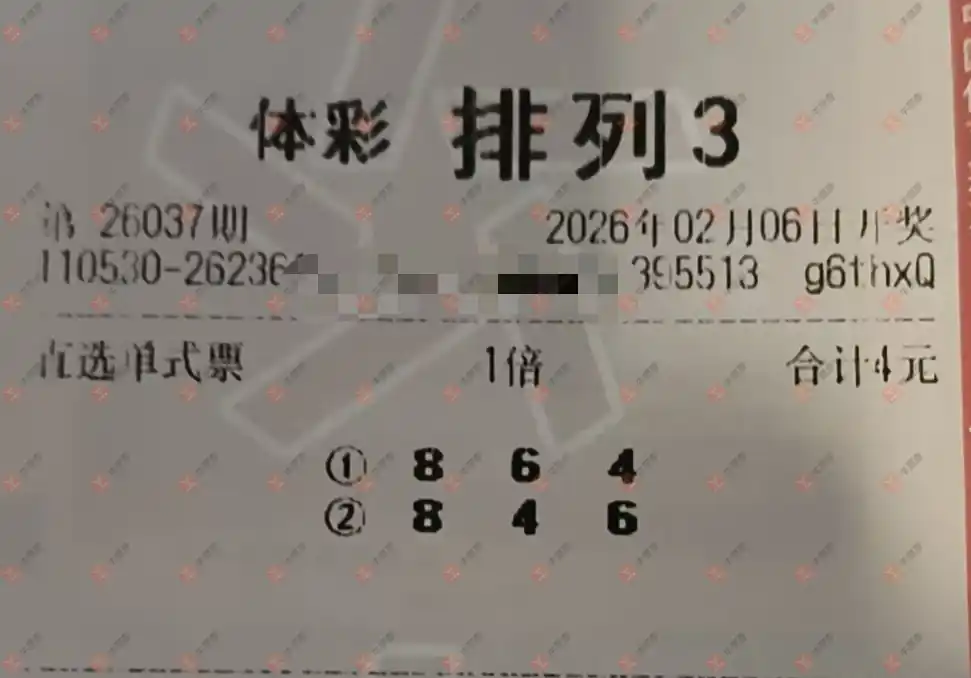 体彩 排列3
第 26037期 2026年02月06日开奖
110530-26236 395513 g6thxQ
直选单式票 1倍 合计4元
① 8 6 4
② 8 4 6